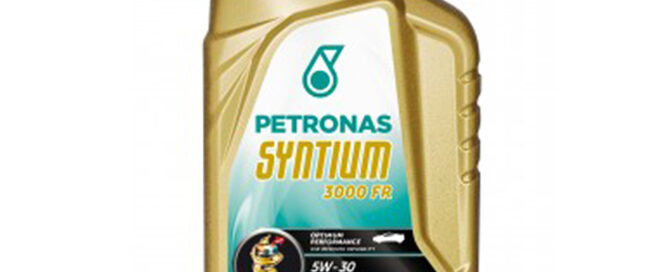 PETRONAS
SYNTIUM
3000 FR
OPTIMUM
PERFORMANCE
5W-30